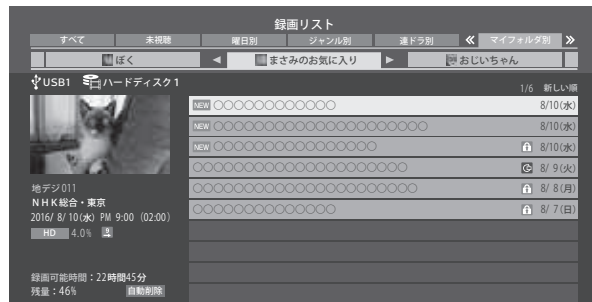 録画リスト
すべて 未視聴 曜日別 ジャンル別 連ドラ別 ≪ マイフォルダ別 ≫
ぼく ◀ まさみのお気に入り ▶ おじいちゃん
USB1 ハードディスク1
1/6 新しい順
NEW 〇〇〇〇〇〇〇〇〇〇〇〇 8/10(水)
NEW 〇〇〇〇〇〇〇〇〇〇〇〇〇〇〇〇〇〇〇〇〇 8/10(水)
NEW 〇〇〇〇〇〇〇〇〇〇〇〇〇〇〇〇 8/10(水)
〇〇〇〇〇〇〇〇〇〇〇〇〇〇〇〇〇〇〇〇〇 8/ 9(火)
〇〇〇〇〇〇〇〇〇〇〇〇〇〇〇〇〇〇〇〇〇〇 8/ 8(月)
〇〇〇〇〇〇〇〇〇〇〇〇〇〇 8/ 7(日)
地デジ011
NHK総合・東京
2016/ 8/10(水) PM 9:00 (02:00)
HD 4.0%
録画可能時間:22時間45分
残量:46% 自動削除